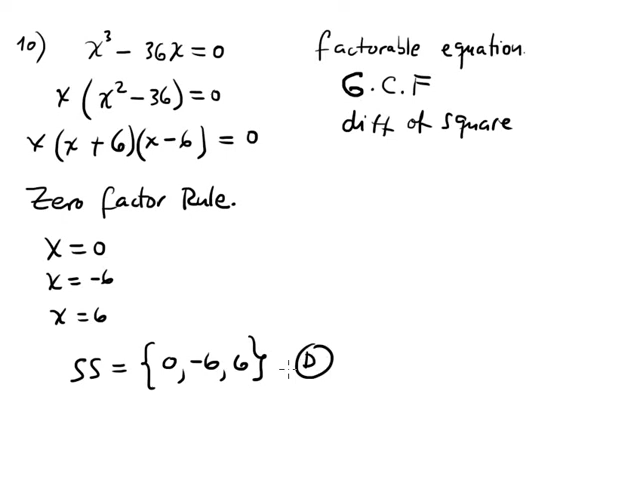 10) x³ - 36x = 0
factorable equation.
x (x² - 36) = 0
G.C.F
x (x + 6)(x - 6) = 0
diff of square
Zero factor Rule.
x = 0
x = -6
x = 6
SS = {0, -6, 6} D